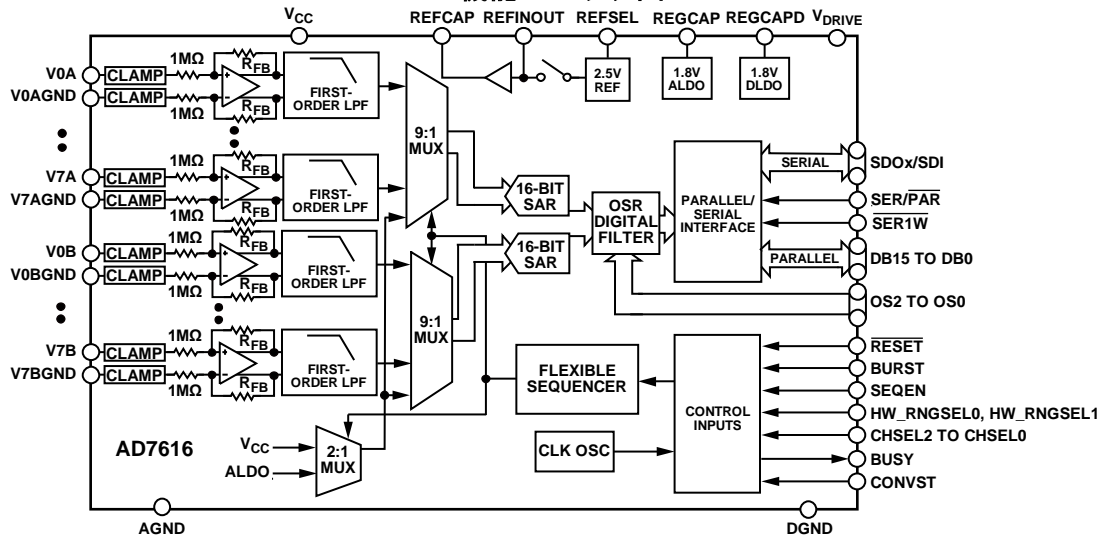 VCC
REFCAP REFINOUT REFSEL REGCAP REGCAPD
VDRIVE
V0A
CLAMP
1MΩ
RFB
V0AGND
CLAMP
1MΩ
RFB
FIRST-
ORDER LPF
9:1
MUX
2.5V
REF
1.8V
ALDO
1.8V
DLDO
V7A
CLAMP
1MΩ
RFB
V7AGND
CLAMP
1MΩ
RFB
FIRST-
ORDER LPF
16-BIT
SAR
OSR
DIGITAL
FILTER
PARALLEL/
SERIAL
INTERFACE
SERIAL
SDOx/SDI
SER/PAR
SER1W
PARALLEL
DB15 TO DB0
OS2 TO OS0
V0B
CLAMP
1MΩ
RFB
V0BGND
CLAMP
1MΩ
RFB
FIRST-
ORDER LPF
16-BIT
SAR
9:1
MUX
V7B
CLAMP
1MΩ
RFB
V7BGND
CLAMP
1MΩ
RFB
FIRST-
ORDER LPF
FLEXIBLE
SEQUENCER
CONTROL
INPUTS
RESET
BURST
SEQEN
HW_RNGSEL0, HW_RNGSEL1
CHSEL2 TO CHSEL0
BUSY
CONVST
AD7616
VCC
ALDO
2:1
MUX
CLK OSC
AGND
DGND